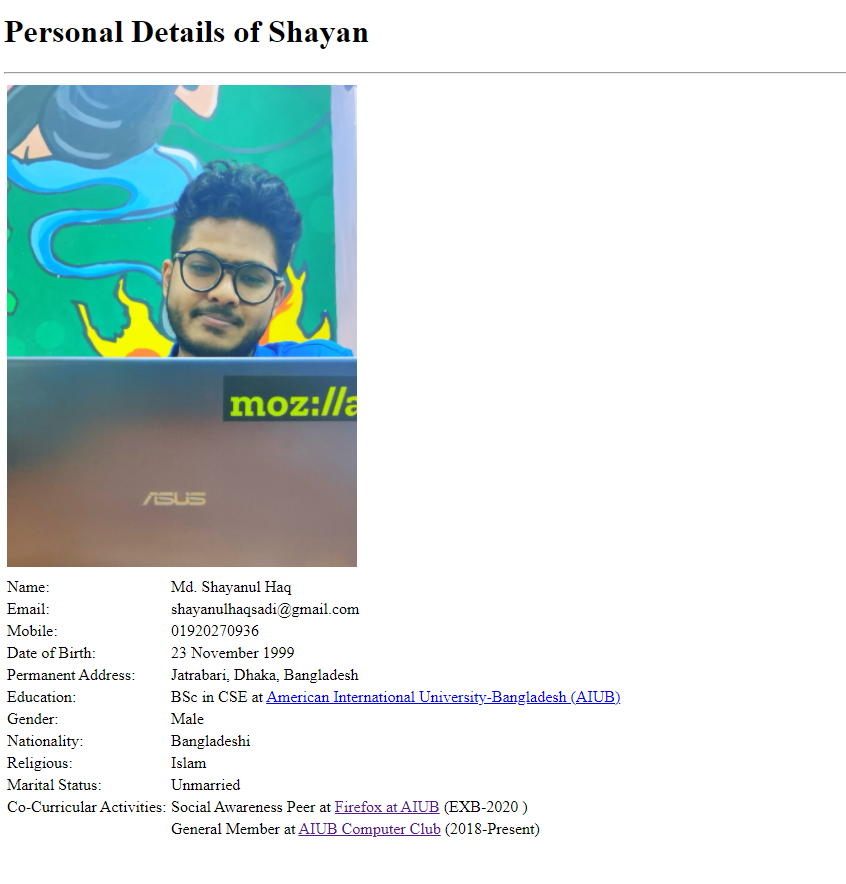 Personal Details of Shayan
moz://a
ASUS
Name: Md. Shayanul Haq
Email: shayanulhaqsadi@gmail.com
Mobile: 01920270936
Date of Birth: 23 November 1999
Permanent Address: Jatrabari, Dhaka, Bangladesh
Education: BSc in CSE at American International University-Bangladesh (AIUB)
Gender: Male
Nationality: Bangladeshi
Religious: Islam
Marital Status: Unmarried
Co-Curricular Activities: Social Awareness Peer at Firefox at AIUB (EXB-2020 )
General Member at AIUB Computer Club (2018-Present)